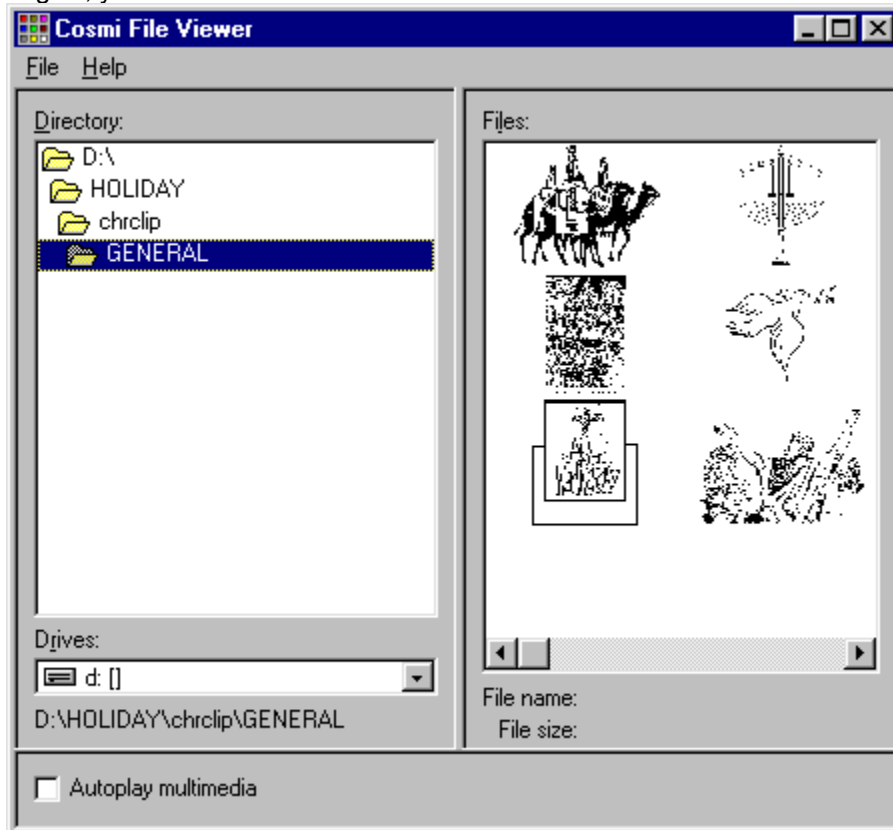 Cosmi File Viewer
File Help
Directory:
D:\
HOLIDAY
chrclip
GENERAL
Drives:
d: []
D:\HOLIDAY\chrclip\GENERAL
Files:
File name:
File size:
Autoplay multimedia